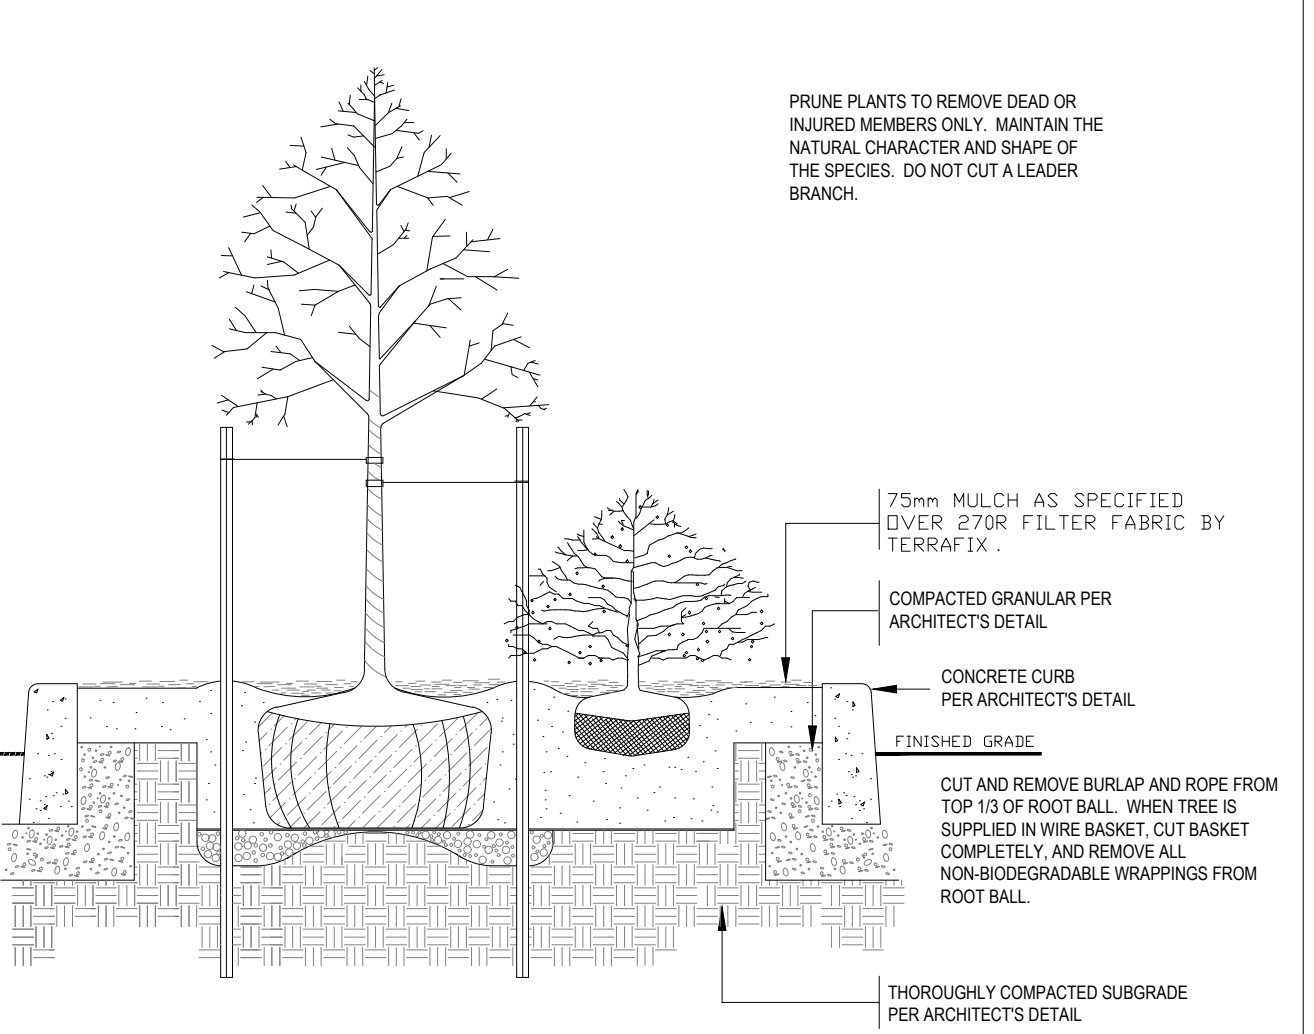 PRUNE PLANTS TO REMOVE DEAD OR
INJURED MEMBERS ONLY.  MAINTAIN THE
NATURAL CHARACTER AND SHAPE OF
THE SPECIES.  DO NOT CUT A LEADER
BRANCH.
75mm MULCH AS SPECIFIED
OVER 270R FILTER FABRIC BY
TERRAFIX.
COMPACTED GRANULAR PER
ARCHITECT'S DETAIL
CONCRETE CURB
PER ARCHITECT'S DETAIL
FINISHED GRADE
CUT AND REMOVE BURLAP AND ROPE FROM
TOP 1/3 OF ROOT BALL.  WHEN TREE IS
SUPPLIED IN WIRE BASKET, CUT BASKET
COMPLETELY, AND REMOVE ALL
NON-BIODEGRADABLE WRAPPINGS FROM
ROOT BALL.
THOROUGHLY COMPACTED SUBGRADE
PER ARCHITECT'S DETAIL